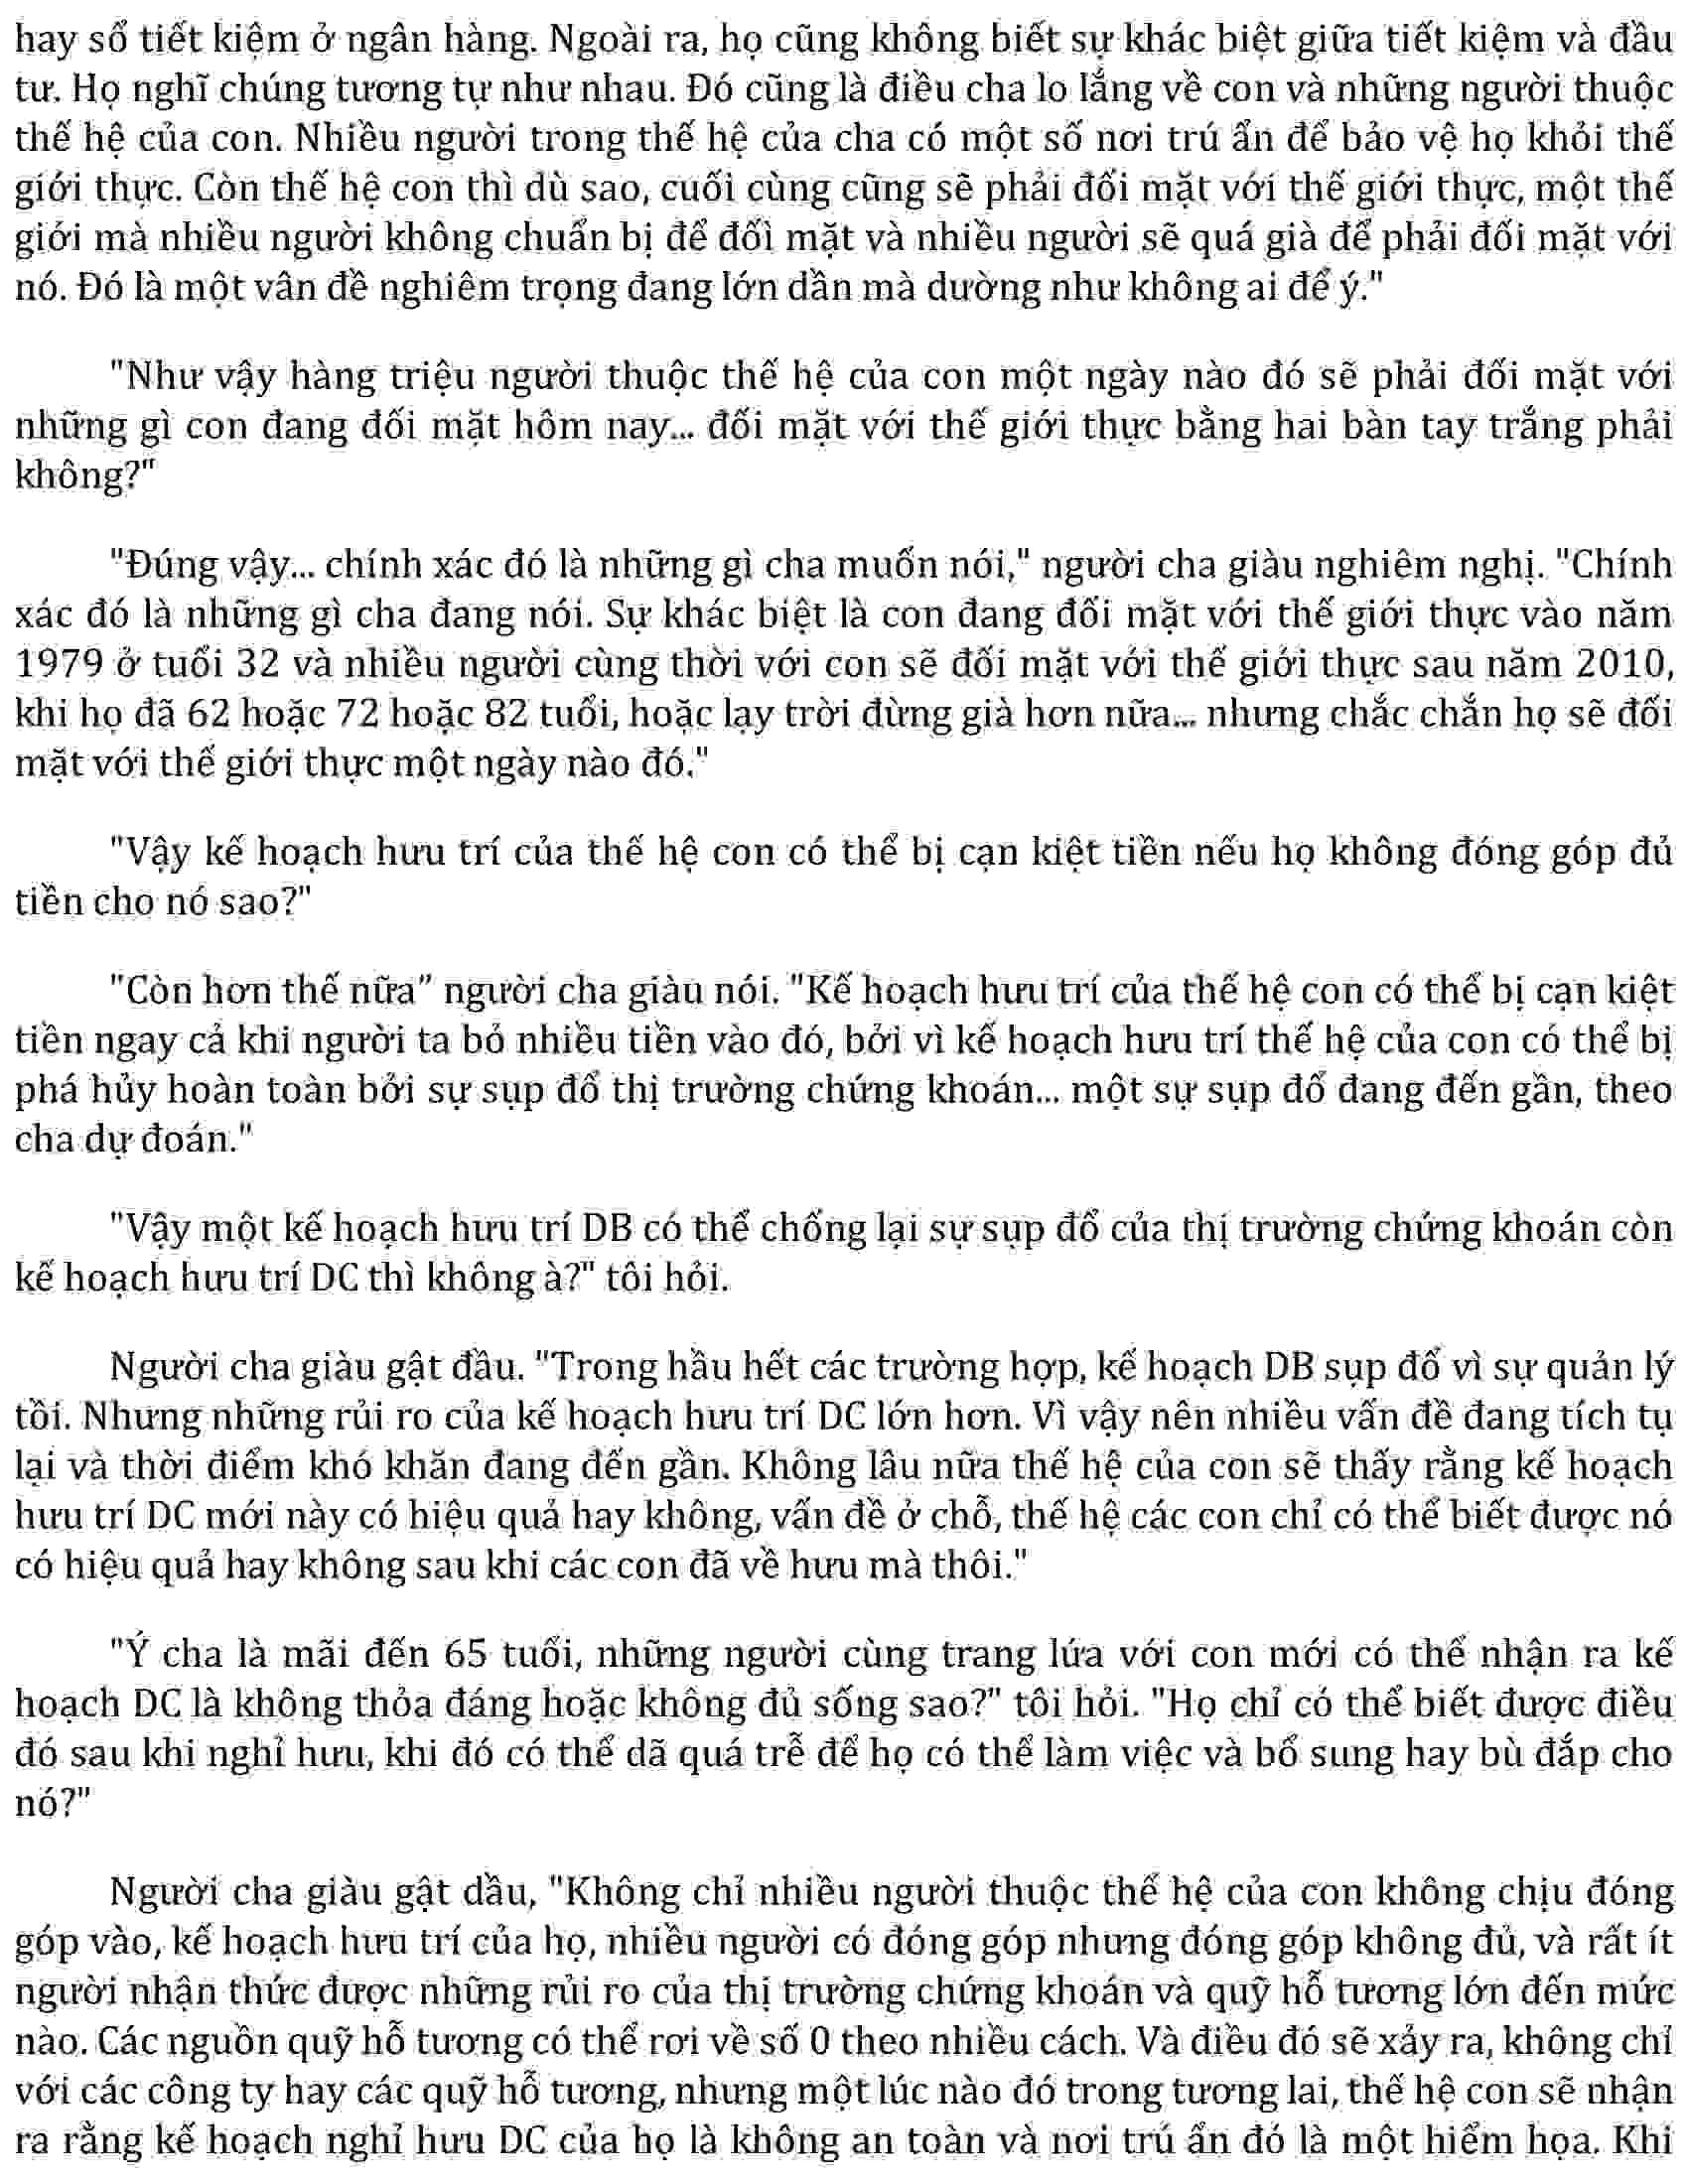 hay sổ tiết kiệm ở ngân hàng. Ngoài ra, họ cũng không biết sự khác biệt giữa tiết kiệm và đầu
tư. Họ nghĩ chúng tương tự như nhau. Đó cũng là điều cha lo lắng về con và những người thuộc
thế hệ của con. Nhiều người trong thế hệ của cha có một số nơi trú ẩn để bảo vệ họ khỏi thế
giới thực. Còn thế hệ con thì dù sao, cuối cùng cũng sẽ phải đối mặt với thế giới thực, một thế
giới mà nhiều người không chuẩn bị để đối mặt và nhiều người sẽ quá già để phải đối mặt với
nó. Đó là một vân đề nghiêm trọng đang lớn dần mà dường như không ai để ý."
"Như vậy hàng triệu người thuộc thế hệ của con một ngày nào đó sẽ phải đối mặt với
những gì con đang đối mặt hôm nay... đối mặt với thế giới thực bằng hai bàn tay trắng phải
không?"
"Đúng vậy... chính xác đó là những gì cha muốn nói," người cha giàu nghiêm nghị. "Chính
xác đó là những gì cha đang nói. Sự khác biệt là con đang đối mặt với thế giới thực vào năm
1979 ở tuổi 32 và nhiều người cùng thời với con sẽ đối mặt với thế giới thực sau năm 2010,
khi họ đã 62 hoặc 72 hoặc 82 tuổi, hoặc lạy trời đừng già hơn nữa... nhưng chắc chắn họ sẽ đối
mặt với thế giới thực một ngày nào đó."
"Vậy kế hoạch hưu trí của thế hệ con có thể bị cạn kiệt tiền nếu họ không đóng góp đủ
tiền cho nó sao?"
"Còn hơn thế nữa” người cha giàu nói. "Kế hoạch hưu trí của thế hệ con có thể bị cạn kiệt
tiền ngay cả khi người ta bỏ nhiều tiền vào đó, bởi vì kế hoạch hưu trí thế hệ của con có thể bị
phá hủy hoàn toàn bởi sự sụp đổ thị trường chứng khoán... một sự sụp đổ đang đến gần, theo
cha dự đoán."
"Vậy một kế hoạch hưu trí DB có thể chống lại sự sụp đổ của thị trường chứng khoán còn
kế hoạch hưu trí DC thì không à?" tôi hỏi.
Người cha giàu gật đầu. "Trong hầu hết các trường hợp, kế hoạch DB sụp đổ vì sự quản lý
tồi. Nhưng những rủi ro của kế hoạch hưu trí DC lớn hơn. Vì vậy nên nhiều vấn đề đang tích tụ
lại và thời điểm khó khăn đang đến gần. Không lâu nữa thế hệ của con sẽ thấy rằng kế hoạch
hưu trí DC mới này có hiệu quả hay không, vấn đề ở chỗ, thế hệ các con chỉ có thể biết được nó
có hiệu quả hay không sau khi các con đã về hưu mà thôi."
"Ý cha là mãi đến 65 tuổi, những người cùng trang lứa với con mới có thể nhận ra kế
hoạch DC là không thỏa đáng hoặc không đủ sống sao?" tôi hỏi. "Họ chỉ có thể biết được điều
đó sau khi nghỉ hưu, khi đó có thể dã quá trễ để họ có thể làm việc và bổ sung hay bù đắp cho
nó?"
Người cha giàu gật dầu, "Không chỉ nhiều người thuộc thế hệ của con không chịu đóng
góp vào, kế hoạch hưu trí của họ, nhiều người có đóng góp nhưng đóng góp không đủ, và rất ít
người nhận thức được những rủi ro của thị trường chứng khoán và quỹ hỗ tương lớn đến mức
nào. Các nguồn quỹ hỗ tương có thể rơi về số 0 theo nhiều cách. Và điều đó sẽ xảy ra, không chỉ
với các công ty hay các quỹ hỗ tương, nhưng một lúc nào đó trong tương lai, thế hệ con sẽ nhận
ra rằng kế hoạch nghỉ hưu DC của họ là không an toàn và nơi trú ẩn đó là một hiểm họa. Khi